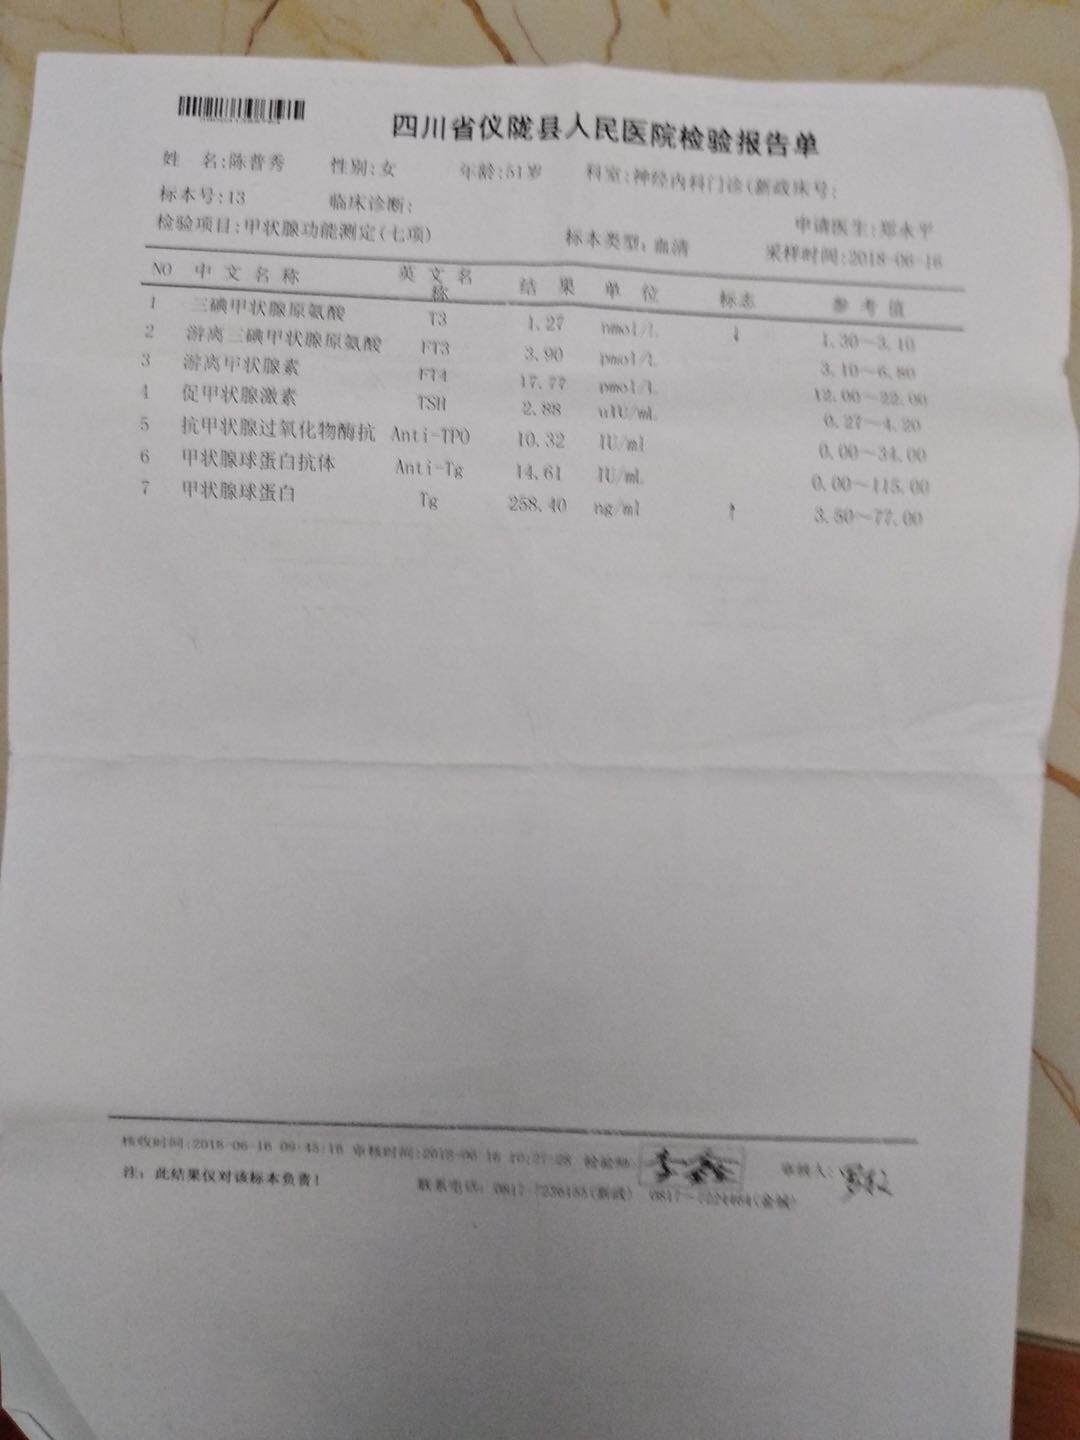 四川省仪陇县人民医院检验报告单
姓 名:陈普秀 性别:女 年龄:51岁 科室:神经内科门诊(新政床号:
标本号:13 临床诊断: 申请医生:郑永平
检验项目:甲状腺功能测定(七项) 标本类型:血清 采样时间:2018-06-16
NO 中文名称 英文名称 结 果 单 位 标志 参考值
1 三碘甲状腺原氨酸 T3 1.27 nmol/L ↓ 1.30~3.10
2 游离三碘甲状腺原氨酸 FT3 3.90 pmol/L 3.10~6.80
3 游离甲状腺素 FT4 17.77 pmol/L 12.00~22.00
4 促甲状腺激素 TSH 2.88 uIU/mL 0.27~4.20
5 抗甲状腺过氧化物酶抗 Anti-TPO 10.32 IU/ml 0.00~34.00
6 甲状腺球蛋白抗体 Anti-Tg 14.61 IU/mL 0.00~115.00
7 甲状腺球蛋白 Tg 258.40 ng/ml ↑ 3.50~77.00
核收时间:2018-06-16 09:45:16 审核时间:2018-06-16 10:27:28 检验师: 审核人:
注: 此结果仅对该标本负责! 联系电话: 0817-7236188(新政) 0817-7224464(金城)